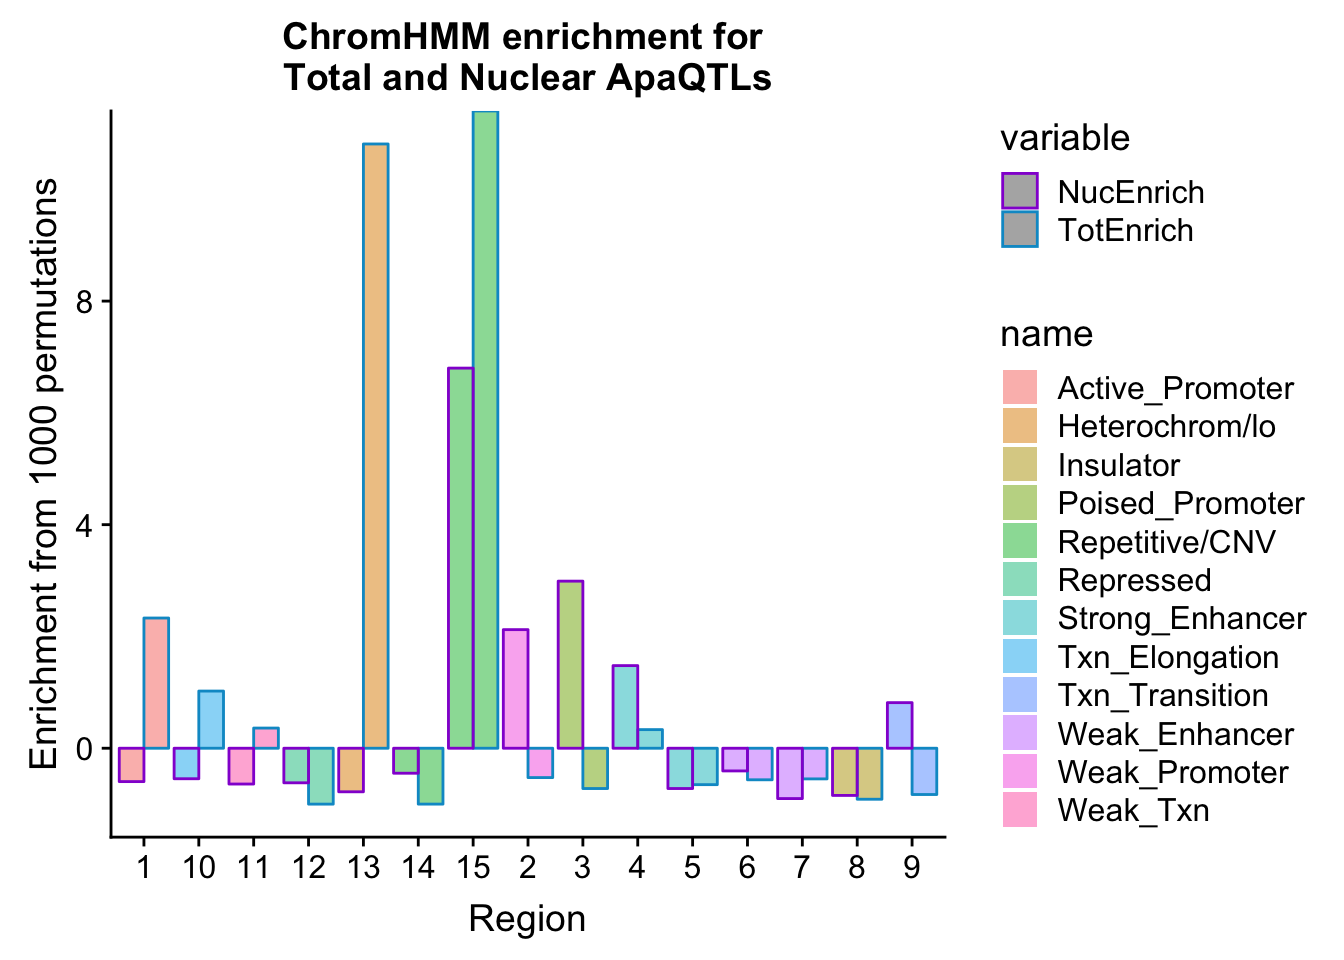 ChromHMM enrichment for
Total and Nuclear ApaQTLs
Enrichment from 1000 permutations
8
4
0
1 10 11 12 13 14 15 2 3 4 5 6 7 8 9
Region
variable
NucEnrich
TotEnrich
name
Active_Promoter
Heterochrom/lo
Insulator
Poised_Promoter
Repetitive/CNV
Repressed
Strong_Enhancer
Txn_Elongation
Txn_Transition
Weak_Enhancer
Weak_Promoter
Weak_Txn